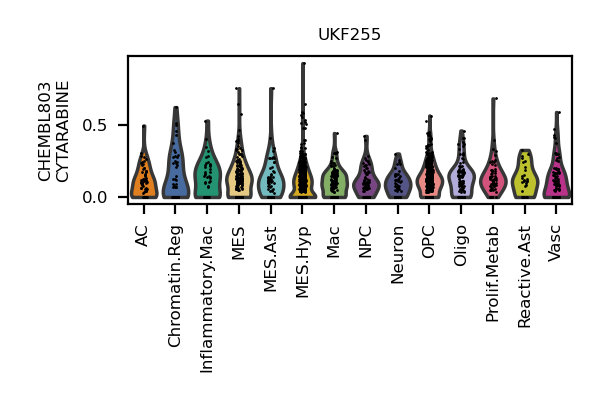 UKF255
CHEMBL803
CYTARABINE
0.5
0.0
AC
Chromatin.Reg
Inflammatory.Mac
MES
MES.Ast
MES.Hyp
Mac
NPC
Neuron
OPC
Oligo
Prolif.Metab
Reactive.Ast
Vasc